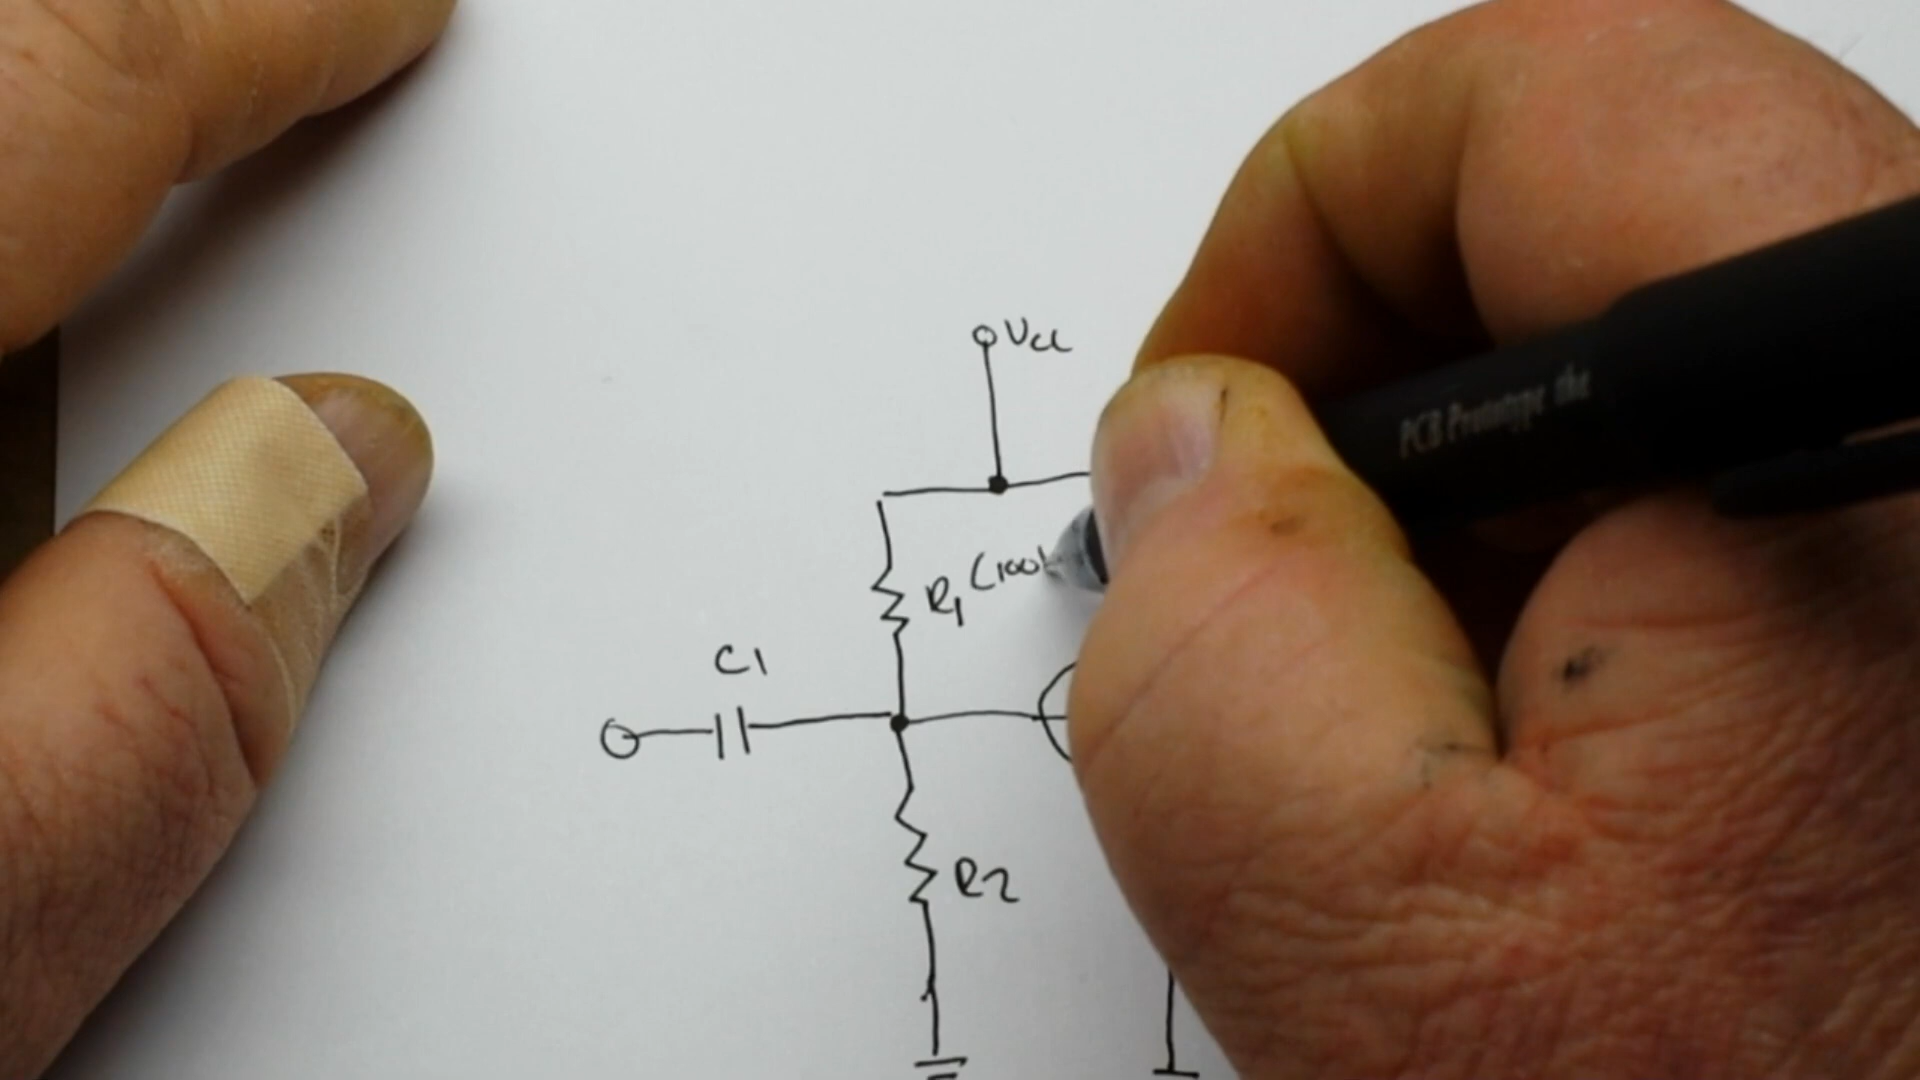 Vcc
PCB Prototype the
R1 (100k
C1
R2